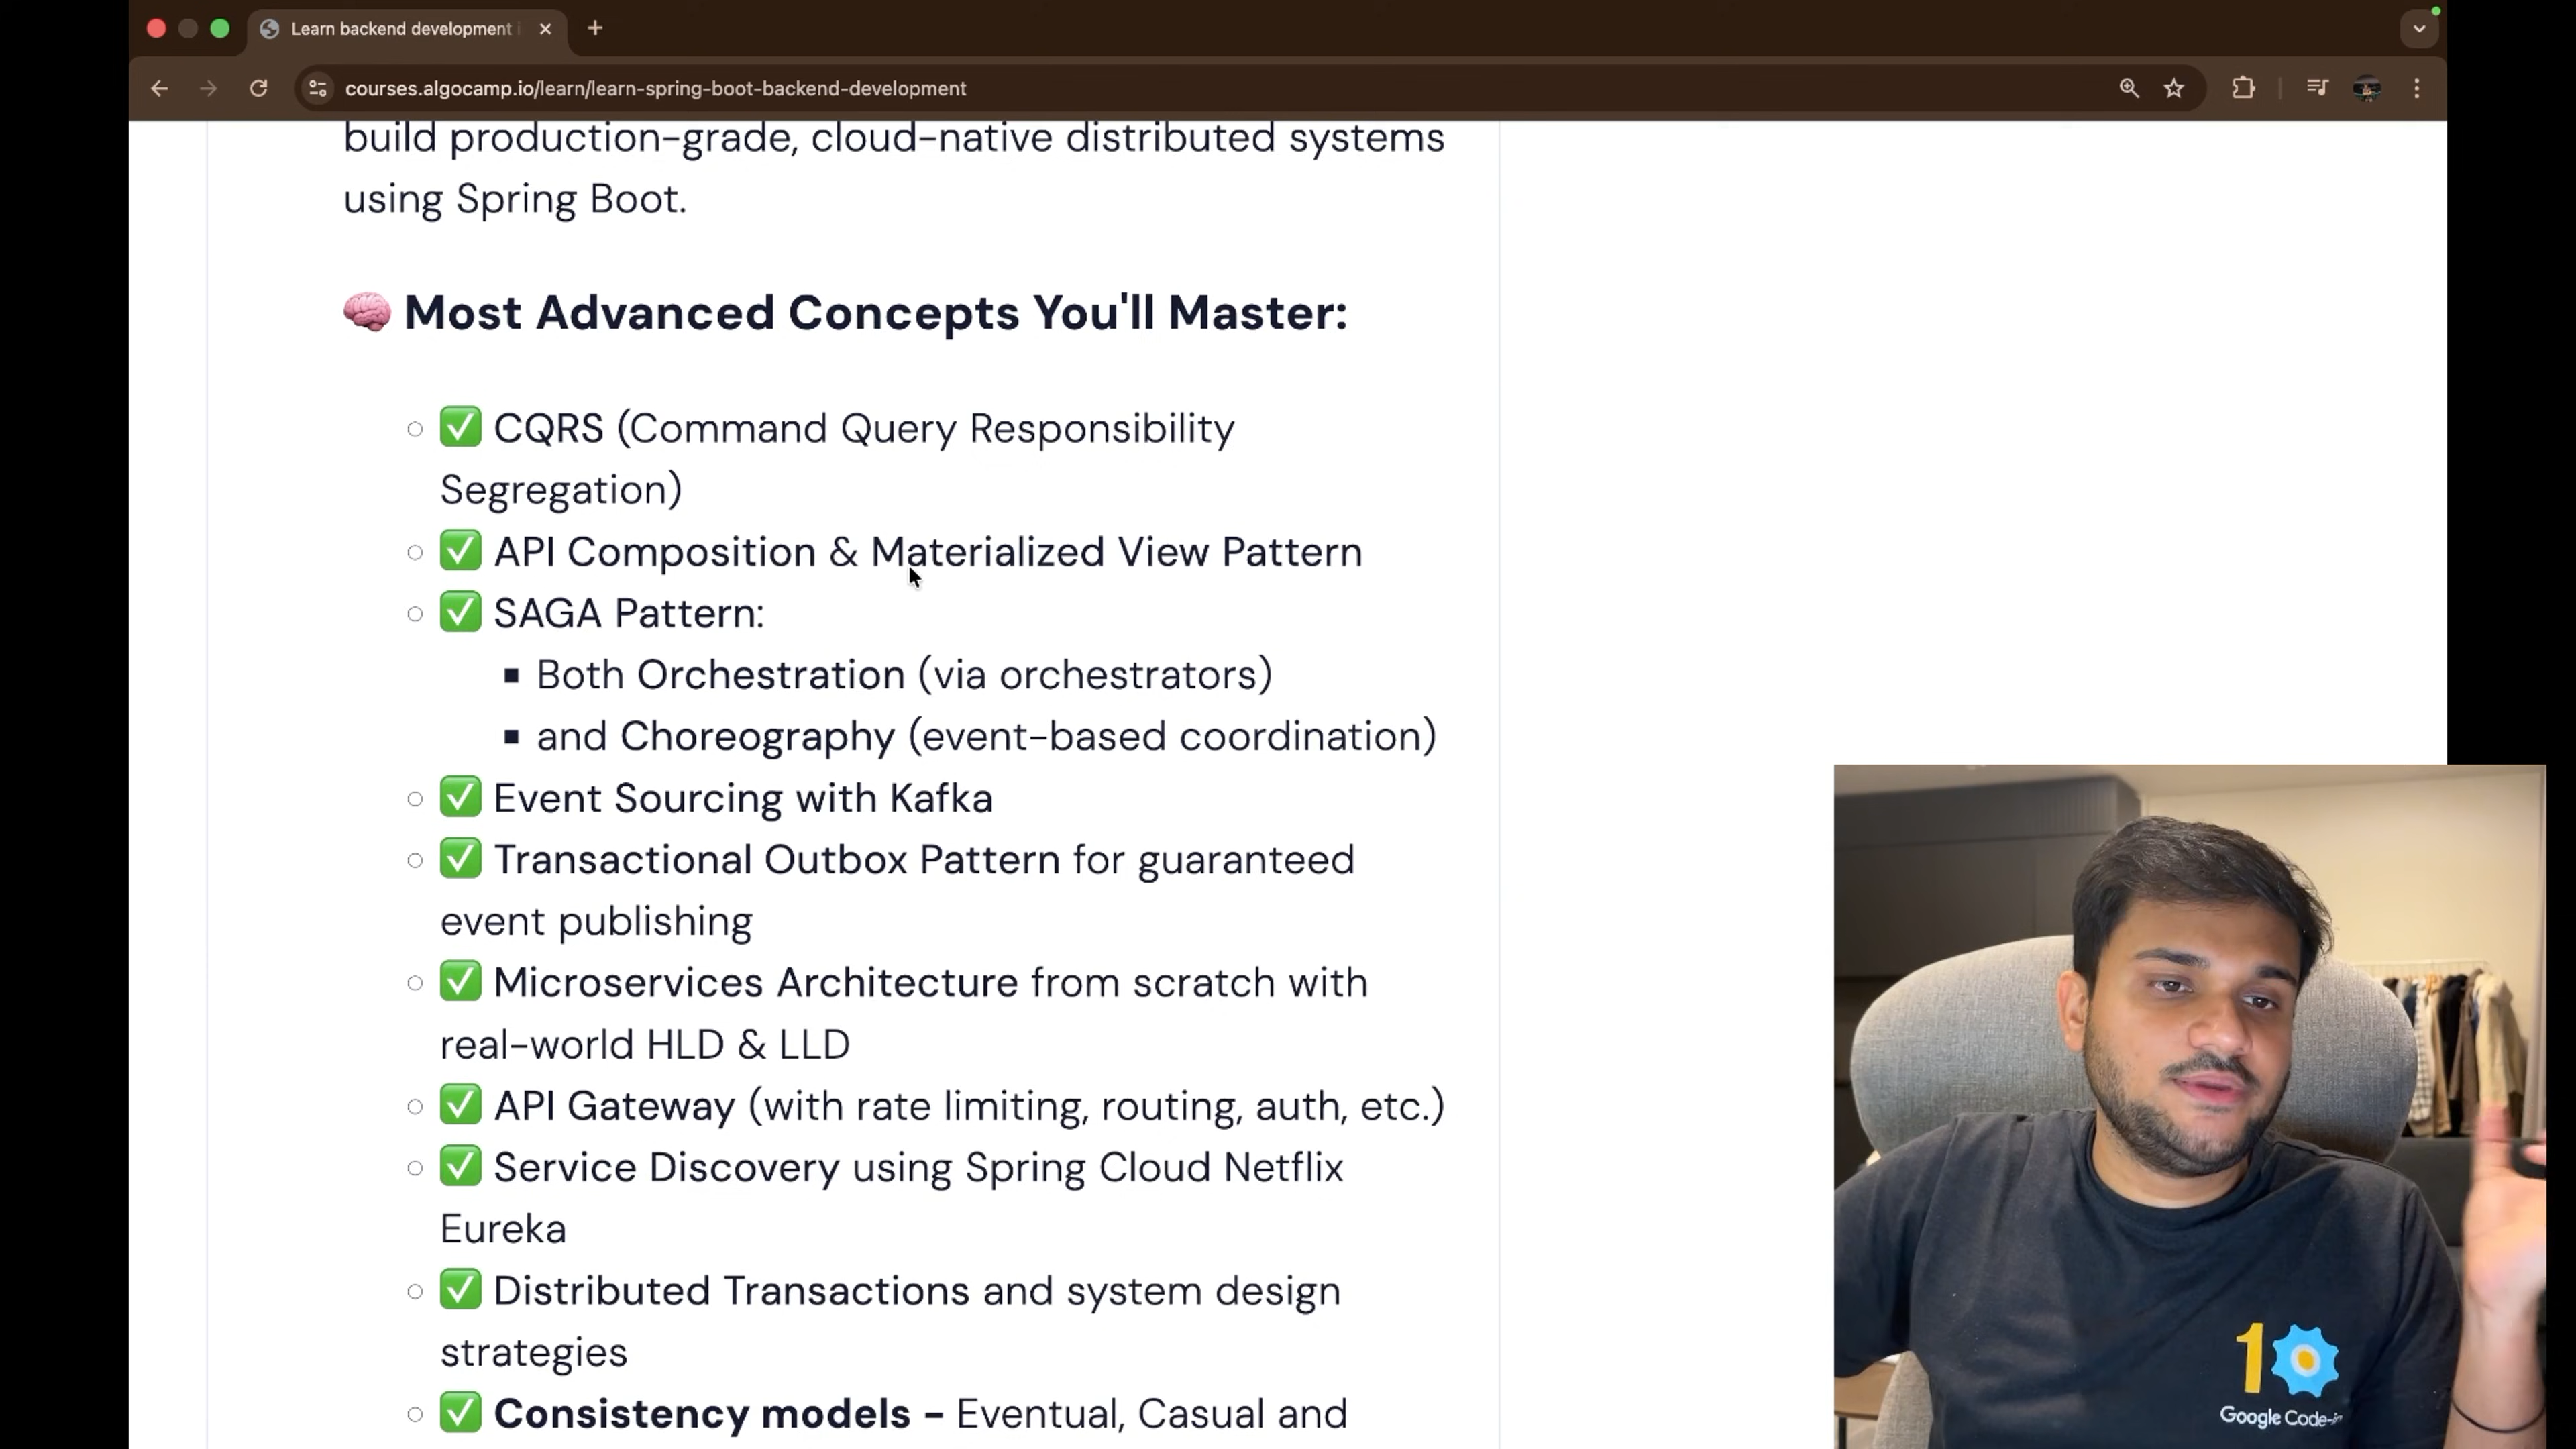 Learn backend development i
courses.algocamp.io/learn/learn-spring-boot-backend-development
build production-grade, cloud-native distributed systems
using Spring Boot.
🧠 Most Advanced Concepts You'll Master:
✅ CQRS (Command Query Responsibility
Segregation)
✅ API Composition & Materialized View Pattern
✅ SAGA Pattern:
Both Orchestration (via orchestrators)
and Choreography (event-based coordination)
✅ Event Sourcing with Kafka
✅ Transactional Outbox Pattern for guaranteed
event publishing
✅ Microservices Architecture from scratch with
real-world HLD & LLD
✅ API Gateway (with rate limiting, routing, auth, etc.)
✅ Service Discovery using Spring Cloud Netflix
Eureka
✅ Distributed Transactions and system design
strategies
✅ Consistency models - Eventual, Casual and
10
Google Code-in